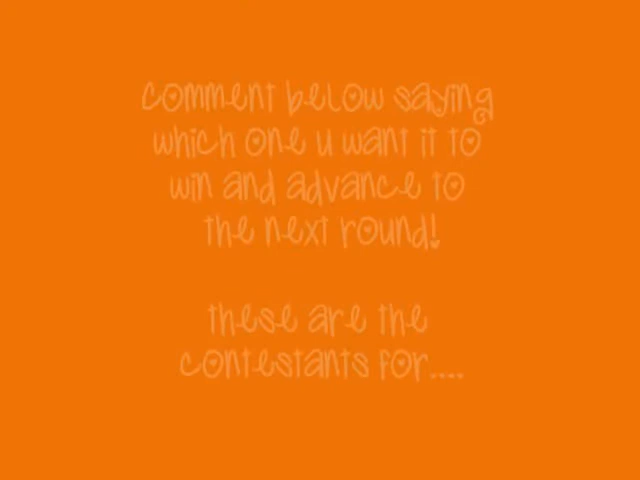 comment below saying
which one u want it to
win and advance to
the next round!
these are the
contestants for....